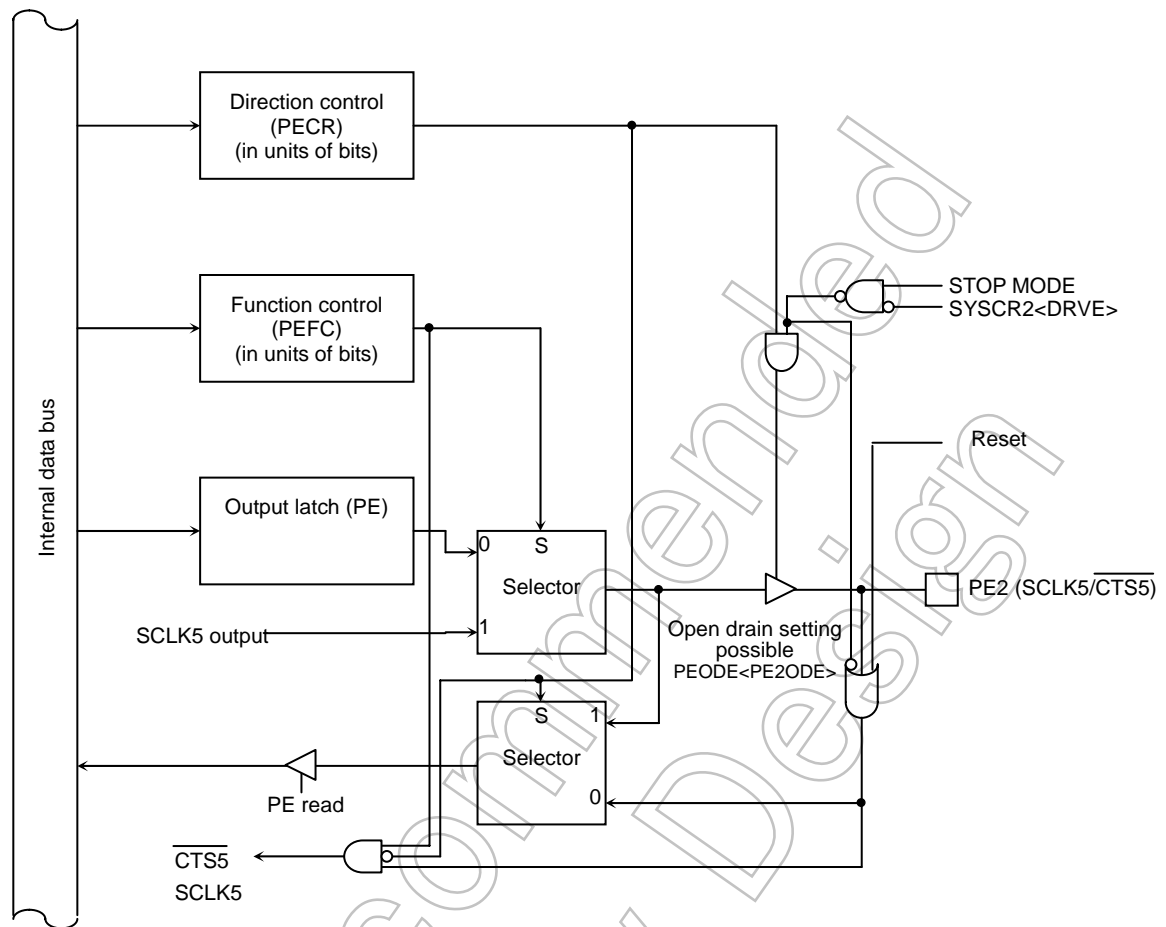 Internal data bus
Direction control
(PECR)
(in units of bits)
Function control
(PEFC)
(in units of bits)
STOP MODE
SYSCR2<DRVE>
Reset
Output latch (PE)
0
S
Selector
1
SCLK5 output
PE2 (SCLK5/CTS5)
Open drain setting
possible
PEODE<PE2ODE>
S
1
Selector
0
PE read
CTS5
SCLK5
commended
Design